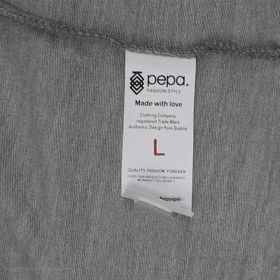 pepa.
FASHION STYLE
Made with love
Clothing Company,
registered Trade Mark
Authentic Design Pure Quality
L
QUALITY FASHION FOREVER